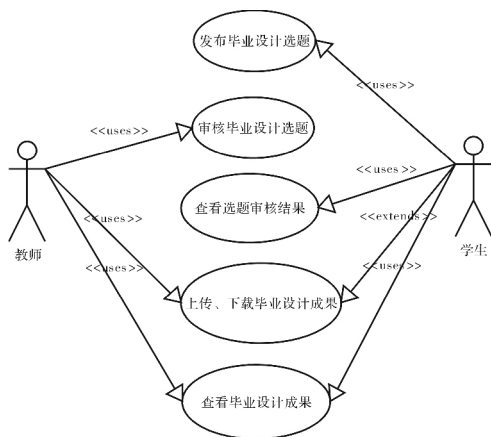 发布毕业设计选题
<<uses>>
<<uses>>
审核毕业设计选题
<<uses>>
查看选题审核结果
<<uses>>
<<extends>>
教师
学生
<<uses>>
<<uses>>
上传、下载毕业设计成果
查看毕业设计成果